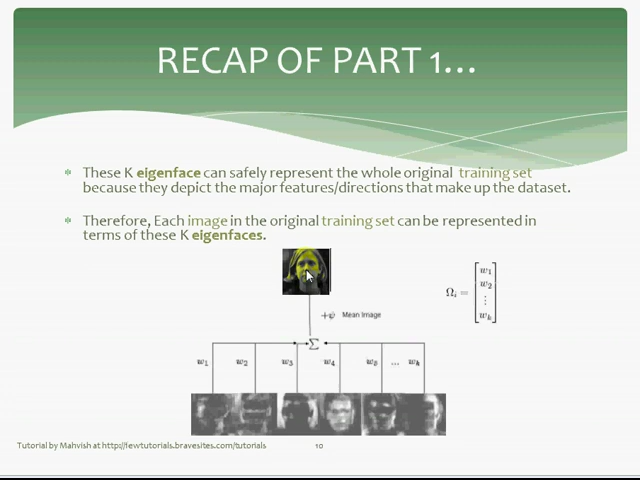 RECAP OF PART 1...
These K eigenface can safely represent the whole original training set
because they depict the major features/directions that make up the dataset.
Therefore, Each image in the original training set can be represented in
terms of these K eigenfaces.
+ψ Mean Image
Σ
w₁ w₂ w₃ w₄ w₅ ... wₖ
Ωᵢ = [w₁ w₂ ⋮ wₖ]
Tutorial by Mahvish at http://fewtutorials.bravesites.com/tutorials 10